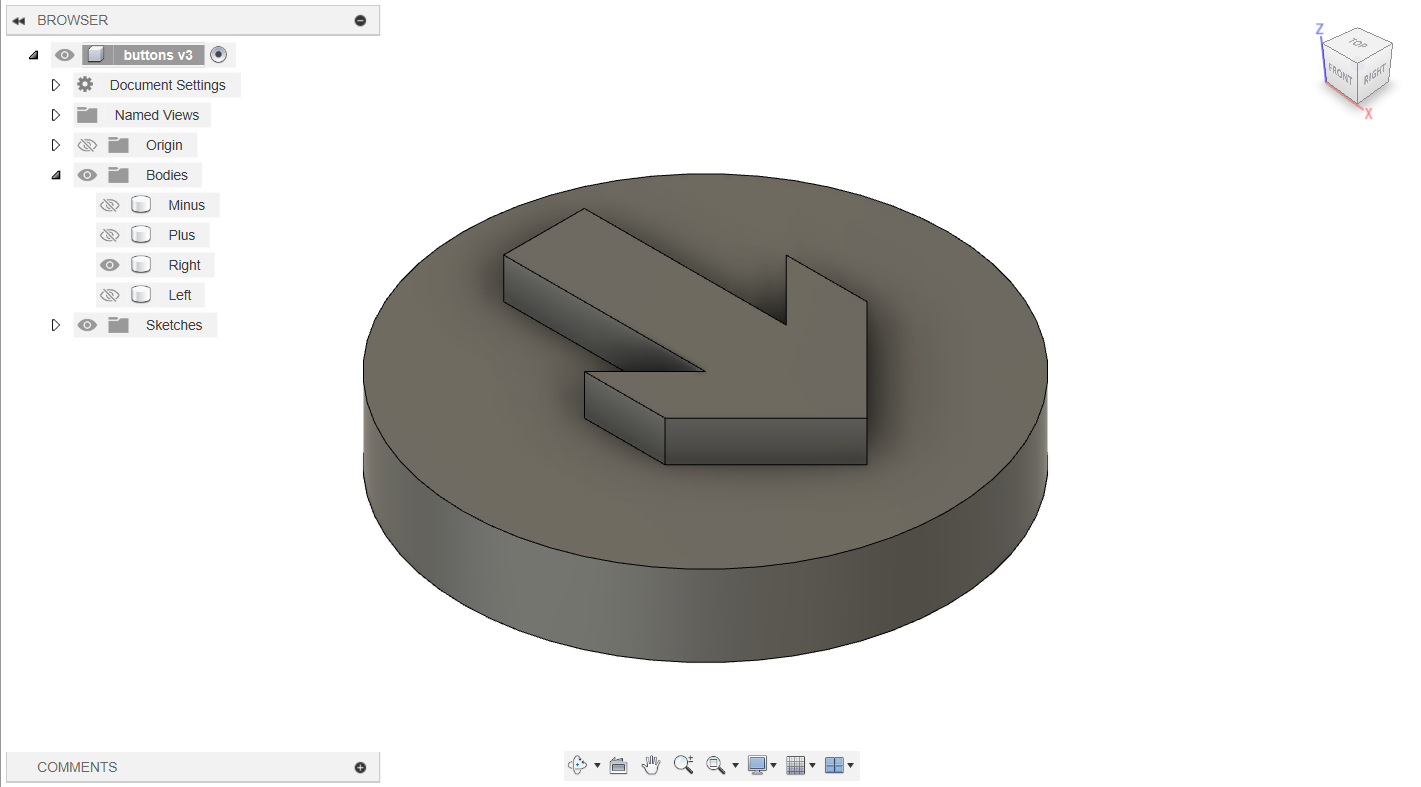 BROWSER
buttons v3
Document Settings
Named Views
Origin
Bodies
Minus
Plus
Right
Left
Sketches
Z
TOP
FRONT
RIGHT
X
COMMENTS